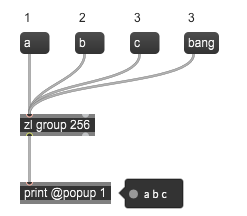 1 2 3 3
a b c bang
zl group 256
print @popup 1 a b c